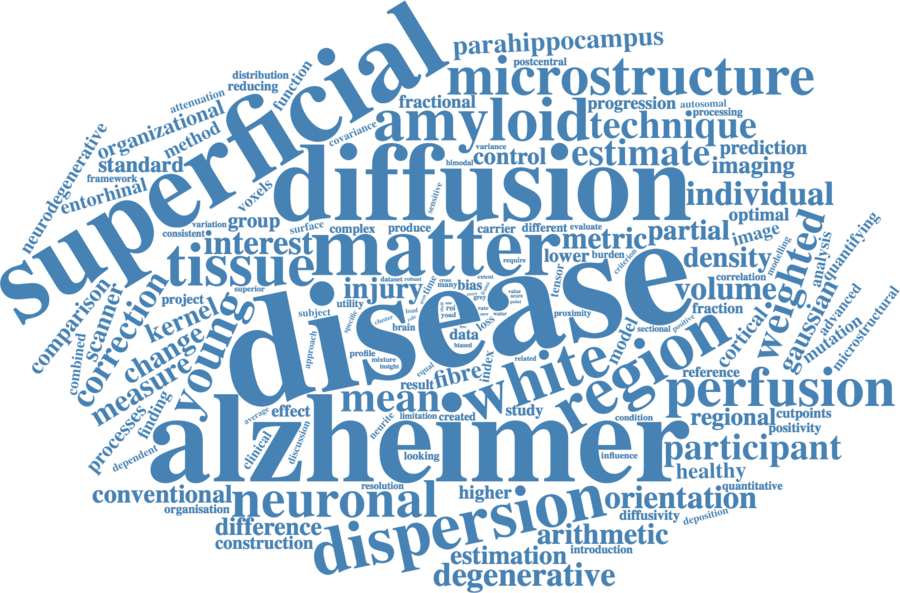 superficial
parahippocampus
postcentral
microstructure
distribution
reducing
function
attenuation
fractional
progression
autosomal
processing
organizational
method
covariance
amyloid
technique
neurodegenerative
standard
framework
entorhinal
voxels
variance
bimodal
control
estimate
prediction
imaging
diffusion
sensitive
individual
optimal
variation
consistent
group
surface
complex
produce
carrier
different
evaluate
metric
partial
image
interest
matter
require
lower
burden
criterion
density
modelling
analysis
quantifying
tissue
superior
project
injury
dataset
robust
time
cross
many
bias
extent
tensor
volume
correlation
weighted
gaussian
comparison
scanner
correction
kernel
young
utility
subject
specific
disease
grey
value
score
point
proximity
fraction
advanced
mutation
microstructural
combined
change
measure
approach
cluster
brain
roi
water
data
biased
loss
model
sectional
positive
cortical
processes
finding
profile
mixture
insight
equal
fibre
index
related
white
region
reference
perfusion
dependent
average
effect
result
mean
neurite
limitation
created
study
condition
regional
cutpoints
positivity
alzheimer
clinical
discussion
looking
influence
participant
healthy
conventional
organisation
neuronal
resolution
higher
dispersion
orientation
quantitative
diffusivity
deposition
difference
construction
arithmetic
estimation
introduction
degenerative